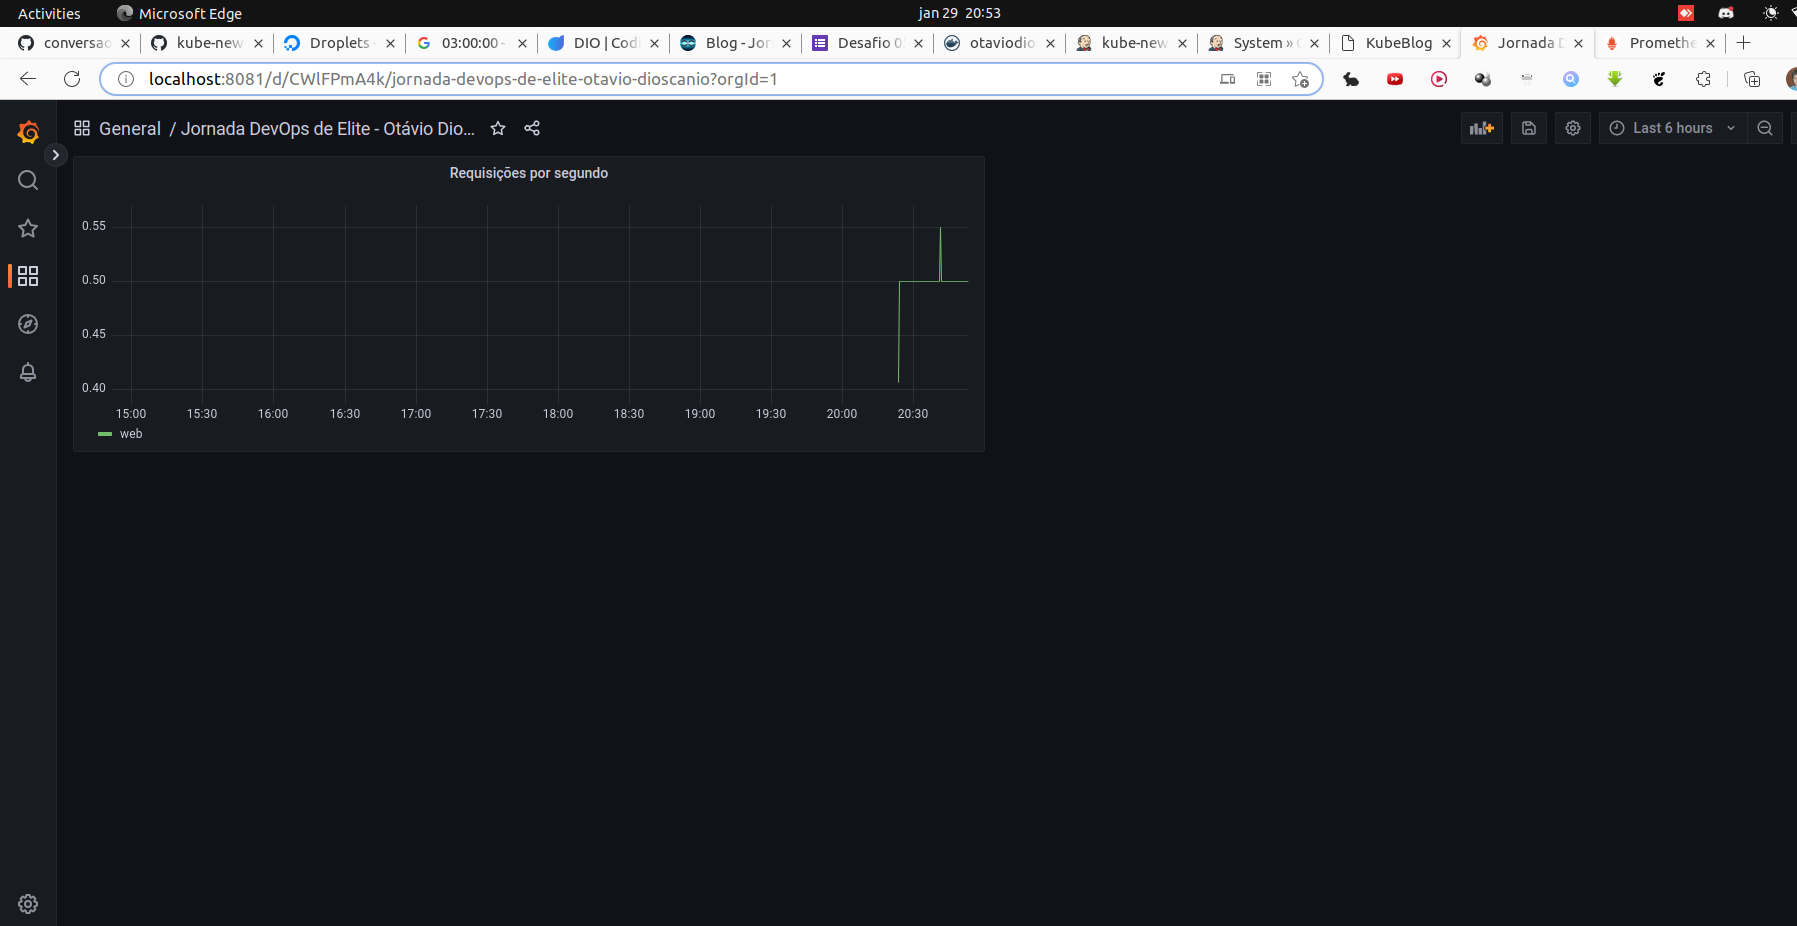 Activities Microsoft Edge jan 29 20:53
conversao kube-new Droplets - 03:00:00 - DIO | Codi Blog - Jor Desafio 05 otaviodio kube-new System » KubeBlog Jornada D Promethe
localhost:8081/d/CWlFPmA4k/jornada-devops-de-elite-otavio-dioscanio?orgId=1
General / Jornada DevOps de Elite - Otávio Dio... Last 6 hours
Requisições por segundo
0.55
0.50
0.45
0.40
15:00 15:30 16:00 16:30 17:00 17:30 18:00 18:30 19:00 19:30 20:00 20:30
web